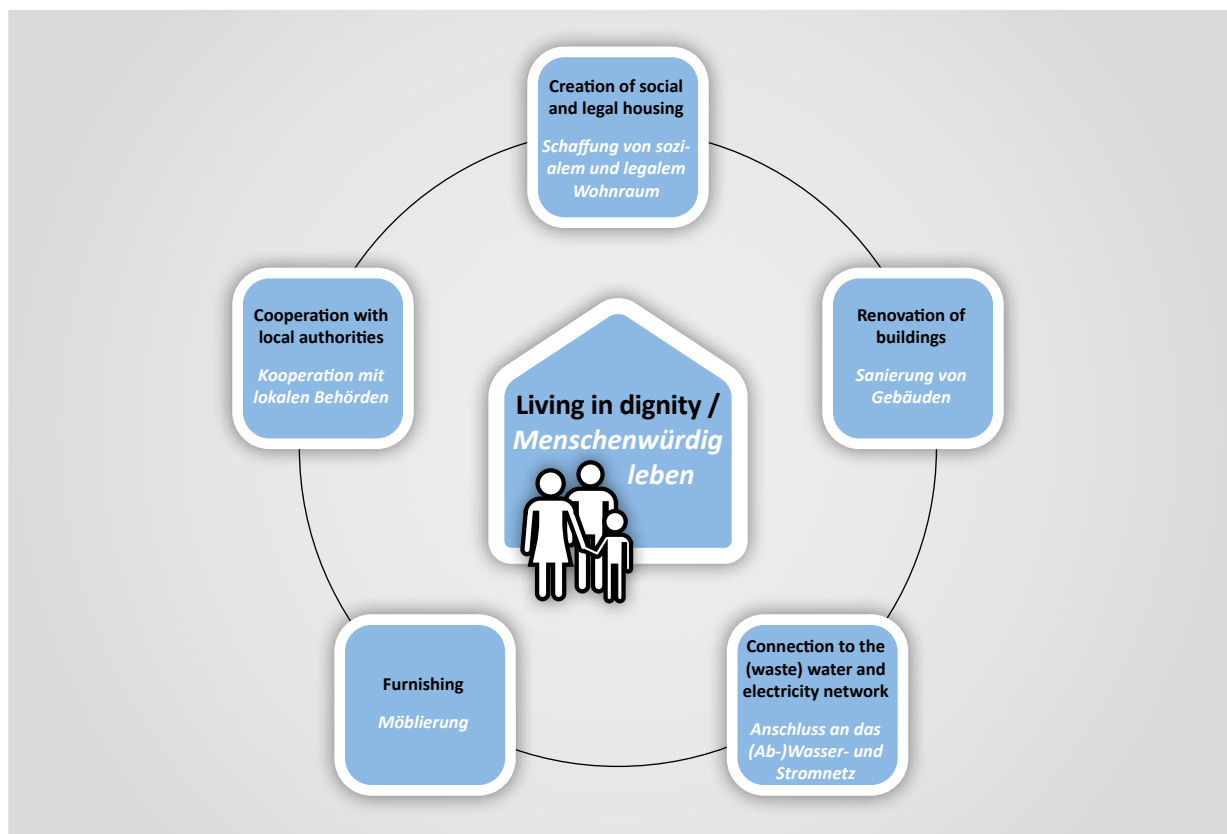 Creation of social
and legal housing
Schaffung von sozi-
alem und legalem
Wohnraum
Cooperation with
local authorities
Kooperation mit
lokalen Behörden
Renovation of
buildings
Sanierung von
Gebäuden
Living in dignity /
Menschenwürdig
leben
Furnishing
Möblierung
Connection to the
(waste) water and
electricity network
Anschluss an das
(Ab-)Wasser- und
Stromnetz